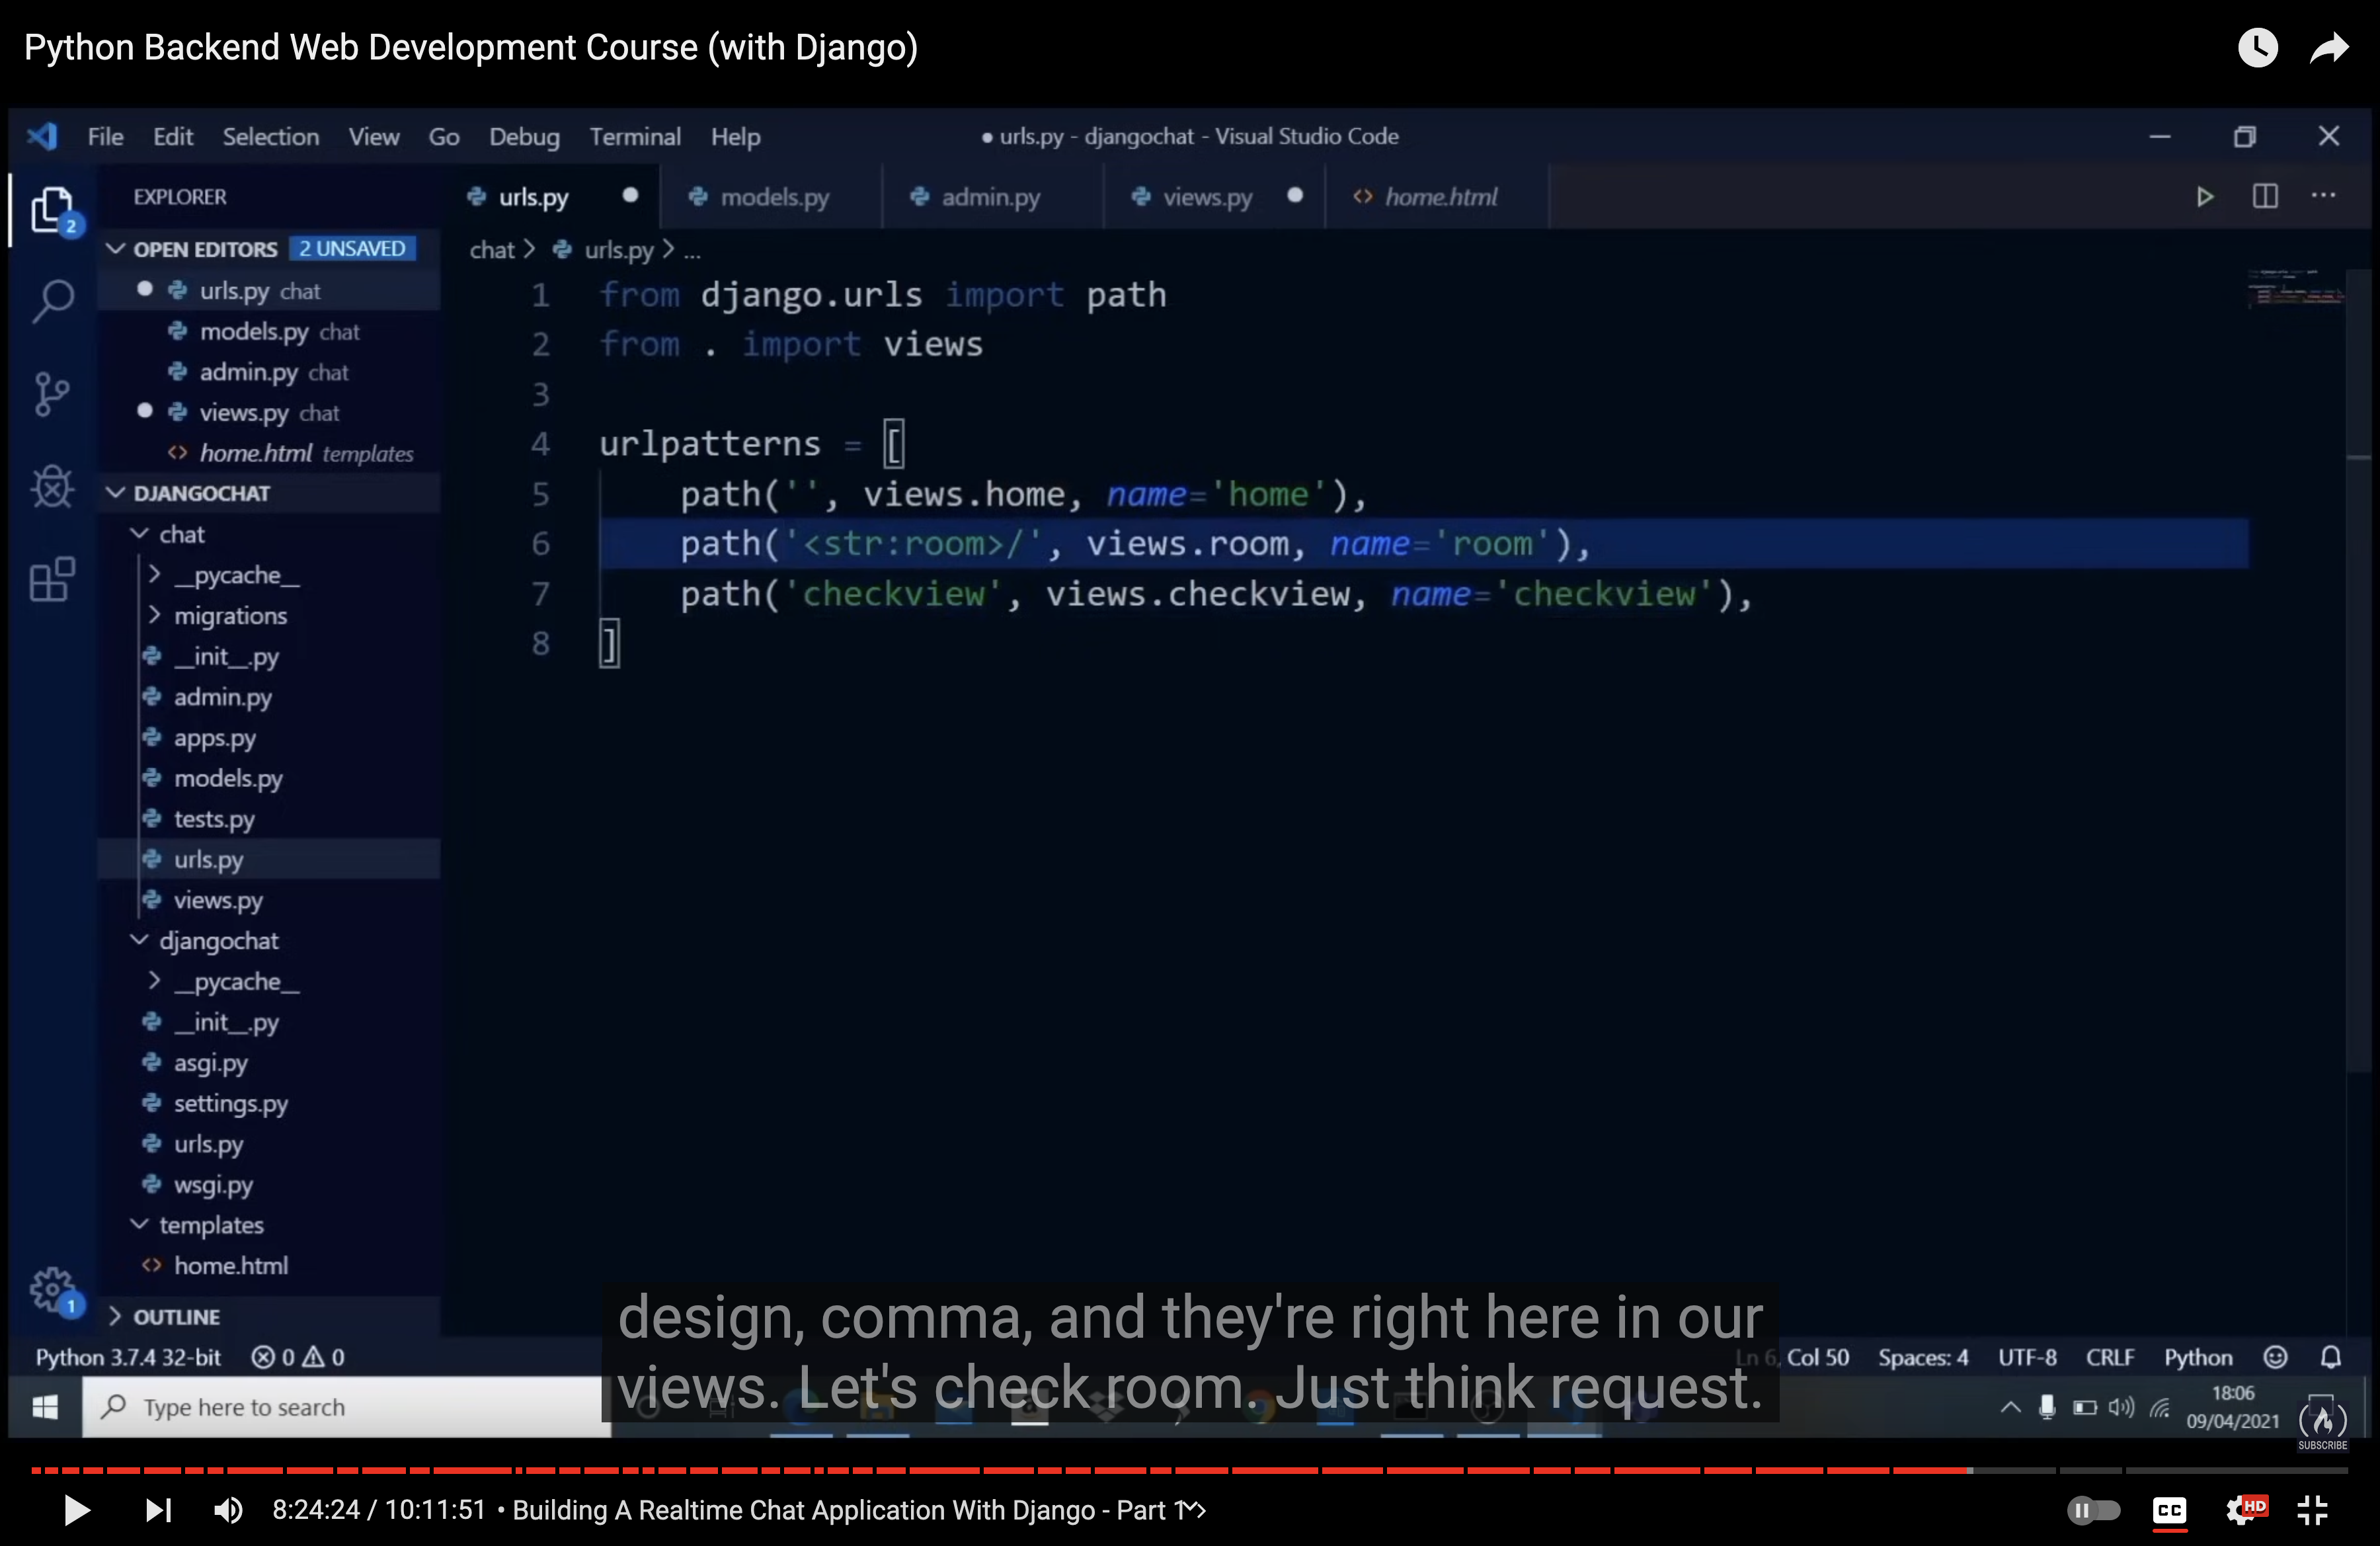 Python Backend Web Development Course (with Django)
File Edit Selection View Go Debug Terminal Help
● urls.py - djangochat - Visual Studio Code
EXPLORER
urls.py ● models.py admin.py views.py ● home.html
OPEN EDITORS 2 UNSAVED
chat > urls.py > ...
● urls.py chat
models.py chat
admin.py chat
● views.py chat
home.html templates
DJANGOCHAT
chat
__pycache__
migrations
__init__.py
admin.py
apps.py
models.py
tests.py
urls.py
views.py
djangochat
__pycache__
__init__.py
asgi.py
settings.py
urls.py
wsgi.py
templates
home.html
OUTLINE
2
1
1 from django.urls import path
2 from . import views
3
4 urlpatterns = [
5     path('', views.home, name='home'),
6     path('<str:room>/', views.room, name='room'),
7     path('checkview', views.checkview, name='checkview'),
8 ]
design, comma, and they're right here in our
views. Let's check room. Just think request.
Python 3.7.4 32-bit 0 0
Ln 6, Col 50 Spaces: 4 UTF-8 CRLF Python
Type here to search
18:06
09/04/2021
SUBSCRIBE
8:24:24 / 10:11:51 • Building A Realtime Chat Application With Django - Part 1
CC
HD